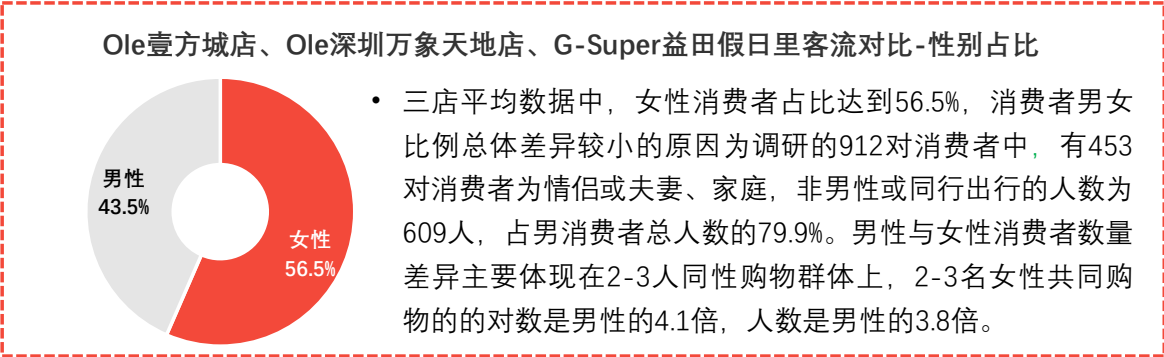 Ole壹方城店、Ole深圳万象天地店、G-Super益田假日里客流对比-性别占比
男性
43.5%
女性
56.5%
• 三店平均数据中，女性消费者占比达到56.5%，消费者男女
比例总体差异较小的原因为调研的912对消费者中，有453
对消费者为情侣或夫妻、家庭，非男性或同行出行的人数为
609人，占男消费者总人数的79.9%。男性与女性消费者数量
差异主要体现在2-3人同性购物群体上，2-3名女性共同购
物的的对数是男性的4.1倍，人数是男性的3.8倍。